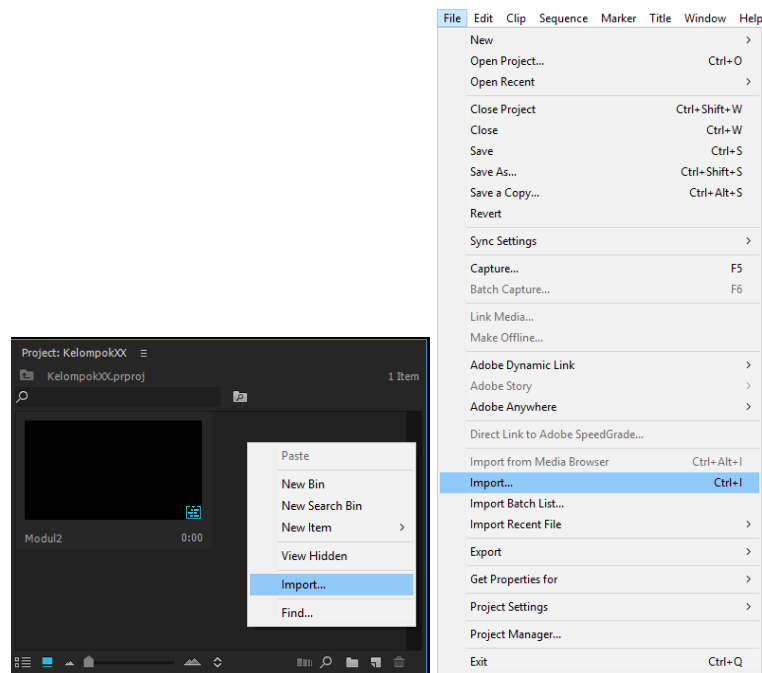 Project: KelompokXX
KelompokXX.prproj 1 Item
Modul2 0:00
Paste
New Bin
New Search Bin
New Item
View Hidden
Import...
Find...
File Edit Clip Sequence Marker Title Window Help
New
Open Project... Ctrl+O
Open Recent
Close Project Ctrl+Shift+W
Close Ctrl+W
Save Ctrl+S
Save As... Ctrl+Shift+S
Save a Copy... Ctrl+Alt+S
Revert
Sync Settings
Capture... F5
Batch Capture... F6
Link Media...
Make Offline...
Adobe Dynamic Link
Adobe Story
Adobe Anywhere
Direct Link to Adobe SpeedGrade...
Import from Media Browser Ctrl+Alt+I
Import... Ctrl+I
Import Batch List...
Import Recent File
Export
Get Properties for
Project Settings
Project Manager...
Exit Ctrl+Q